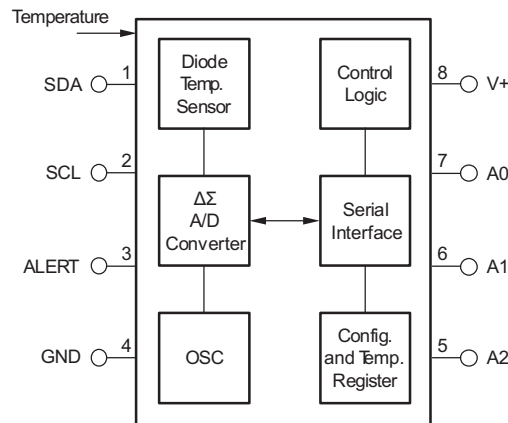 Temperature
SDA
1
SCL
2
ALERT
3
GND
4
Diode
Temp.
Sensor
ΔΣ
A/D
Converter
OSC
Control
Logic
Serial
Interface
Config.
and Temp.
Register
8
V+
7
A0
6
A1
5
A2